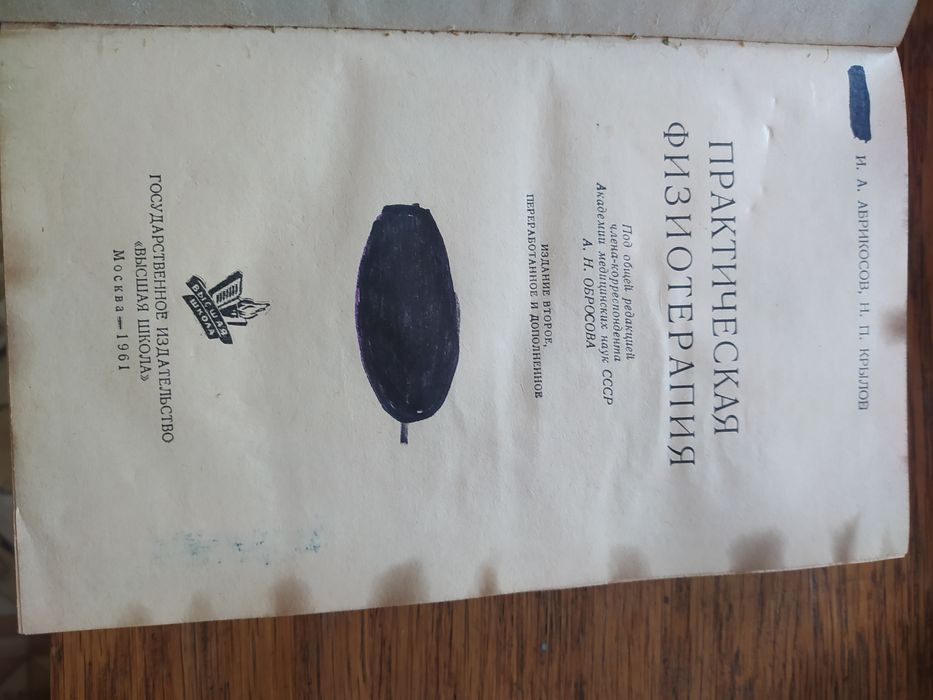 И. А. АБРИКОСОВ, Н. П. КРЫЛОВ
ПРАКТИЧЕСКАЯ
ФИЗИОТЕРАПИЯ
Под общей редакцией
члена-корреспондента
Академии медицинских наук СССР
А. Н. ОБРОСОВА
ИЗДАНИЕ ВТОРОЕ,
ПЕРЕРАБОТАННОЕ И ДОПОЛНЕННОЕ
ВЫСШАЯ
ШКОЛА
ГОСУДАРСТВЕННОЕ ИЗДАТЕЛЬСТВО
«ВЫСШАЯ ШКОЛА»
Москва — 1961